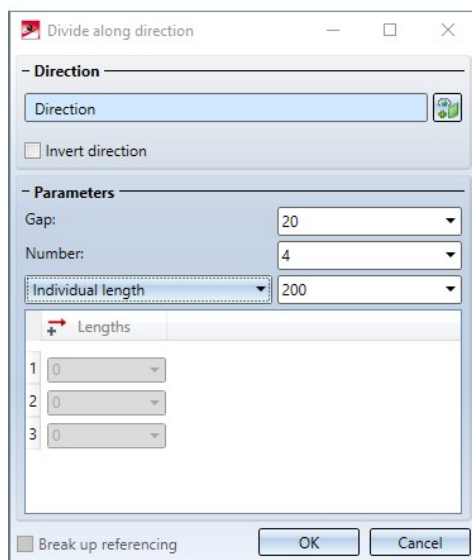 Divide along direction
Direction
Direction
Invert direction
Parameters
Gap: 20
Number: 4
Individual length 200
Lengths
1 0
2 0
3 0
Break up referencing OK Cancel